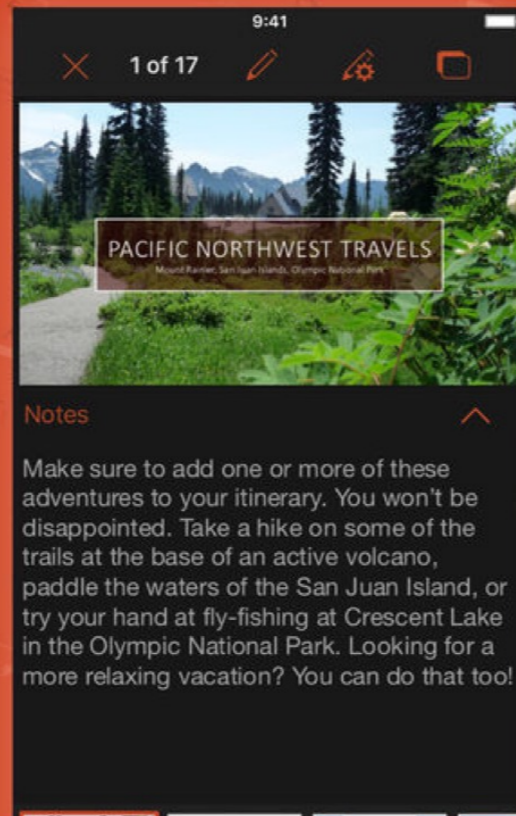 9:41
1 of 17
PACIFIC NORTHWEST TRAVELS
Mount Rainier, San Juan Islands, Olympic National Park
Notes
Make sure to add one or more of these
adventures to your itinerary. You won't be
disappointed. Take a hike on some of the
trails at the base of an active volcano,
paddle the waters of the San Juan Island, or
try your hand at fly-fishing at Crescent Lake
in the Olympic National Park. Looking for a
more relaxing vacation? You can do that too!